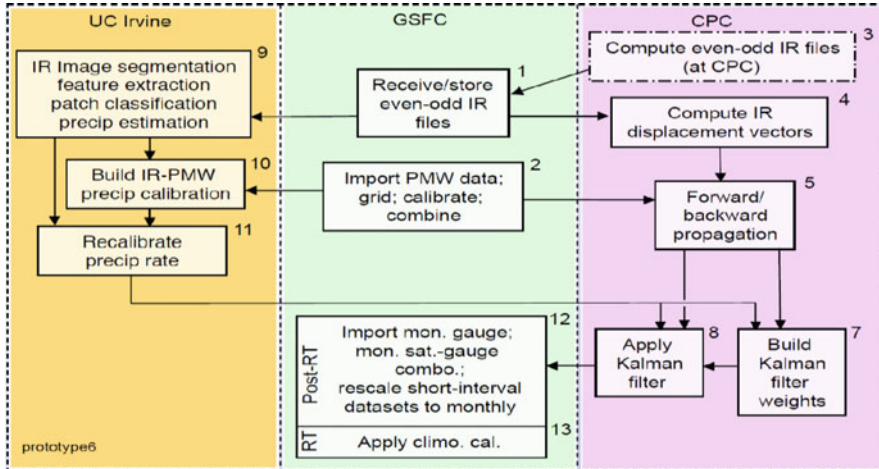 UC Irvine
GSFC
CPC
9
IR Image segmentation
feature extraction
patch classification
precip estimation
10
Build IR-PMW
precip calibration
11
Recalibrate
precip rate
prototype6
1
Receive/store
even-odd IR
files
2
Import PMW data;
grid; calibrate;
combine
12
Post-RT
Import mon. gauge;
mon. sat.-gauge
combo.;
rescale short-interval
datasets to monthly
13
RT
Apply climo. cal.
3
Compute even-odd IR files
(at CPC)
4
Compute IR
displacement vectors
5
Forward/
backward
propagation
8
Apply
Kalman
filter
7
Build
Kalman
filter
weights